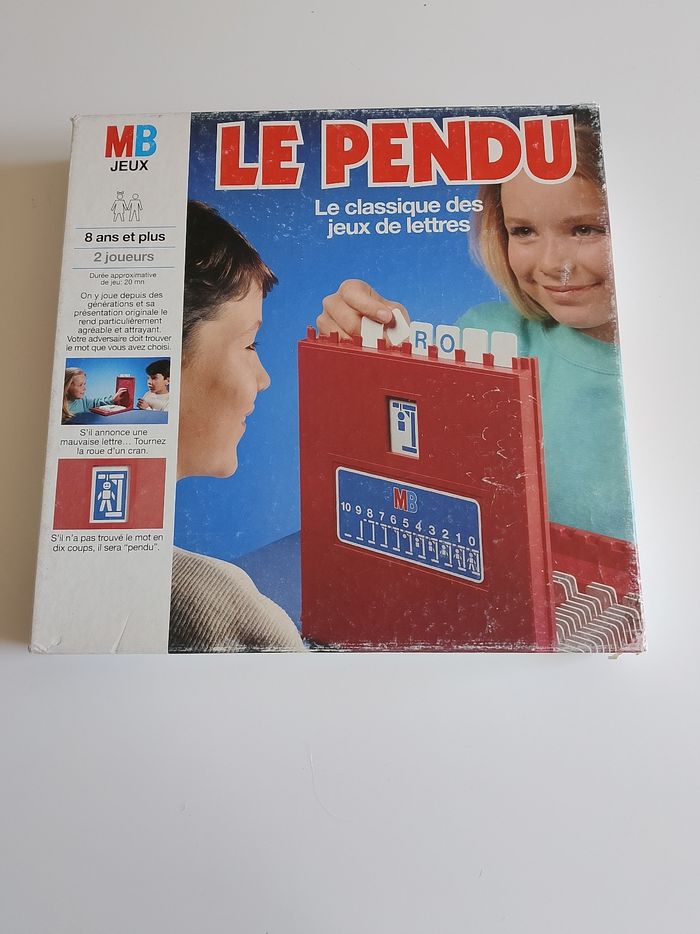 MB
JEUX
8 ans et plus
2 joueurs
Durée approximative
de jeu: 20 mn
On y joue depuis des
générations et sa
présentation originale le
rend particulièrement
agréable et attrayant.
Votre adversaire doit trouver
le mot que vous avez choisi.
S'il annonce une
mauvaise lettre... Tournez
la roue d'un cran.
S'il n'a pas trouvé le mot en
dix coups, il sera "pendu".
LE PENDU
Le classique des
jeux de lettres
R O
MB
10 9 8 7 6 5 4 3 2 1 0